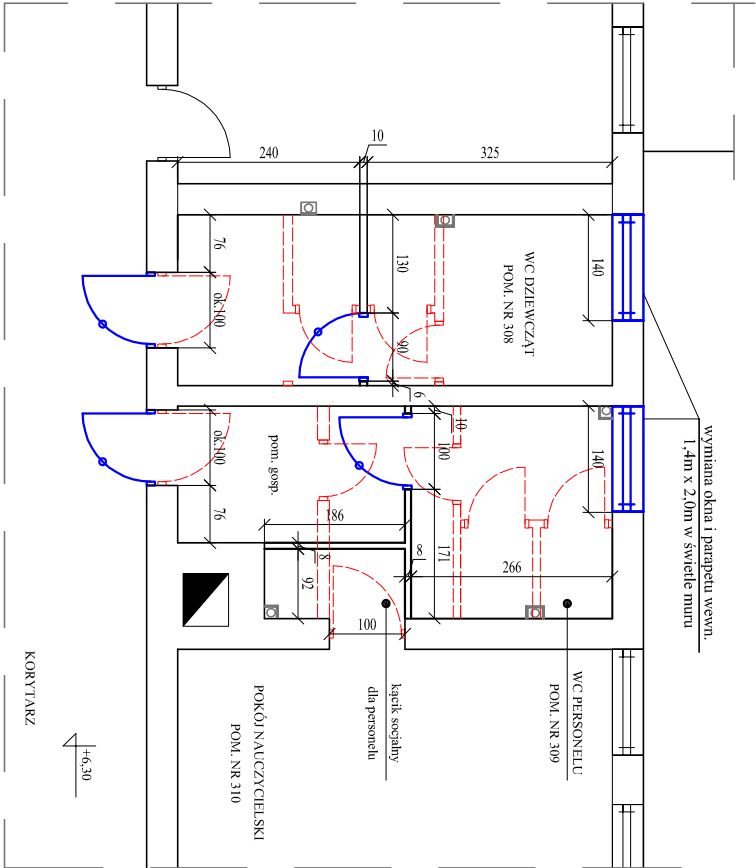 10
240
325
76
130
140
WC DZIEWCZĄT
POM. NR 308
ok.100
90
6
10
140
wymiana okna i parapetu wewn.
1,4m x 2,0m w świetle muru
ok.100
100
pom. gosp.
76
186
171
8
266
8
92
100
WC PERSONELU
POM. NR 309
kącik socjalny
dla personelu
POKÓJ NAUCZYCIELSKI
POM. NR 310
KORYTARZ
+6,30